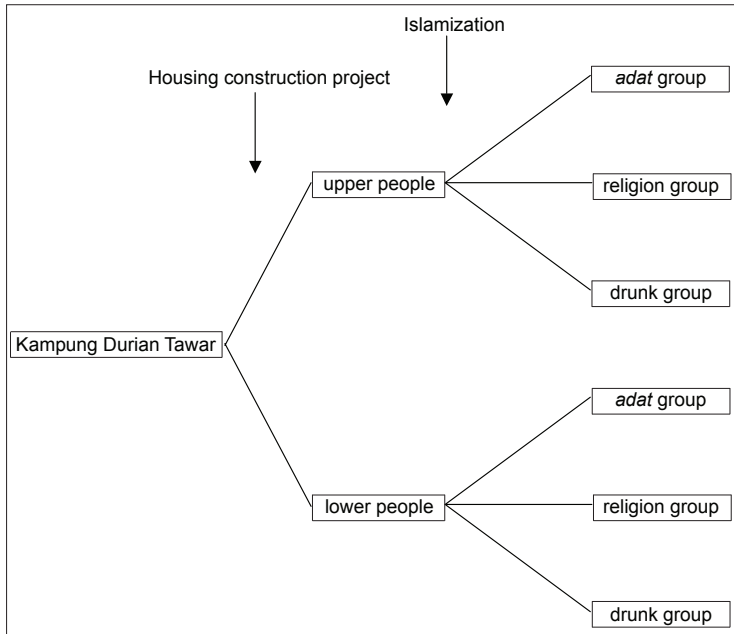 Islamization
Housing construction project
adat group
upper people
religion group
drunk group
Kampung Durian Tawar
adat group
lower people
religion group
drunk group